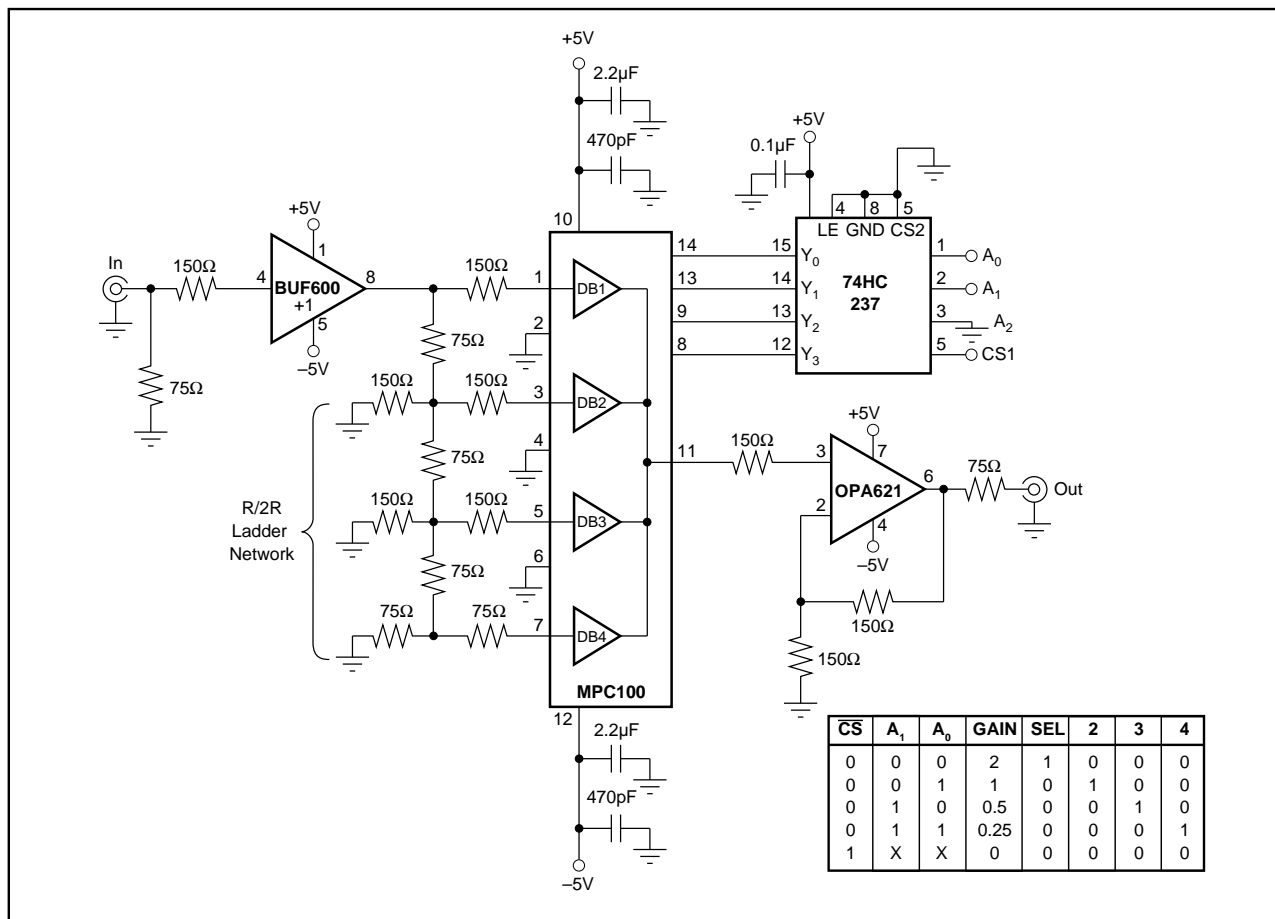 +5V
2.2µF
470pF
10
+5V
0.1µF
4 8 5
LE GND CS2
In
150Ω
4
+5V
1
BUF600
+1
5
–5V
8
75Ω
150Ω
1
DB1
2
75Ω
150Ω
150Ω
3
DB2
4
75Ω
R/2R
Ladder
Network
150Ω
150Ω
5
DB3
6
75Ω
75Ω
75Ω
7
DB4
MPC100
14
13
9
8
11
15 Y0
14 Y1
13 Y2
12 Y3
74HC
237
1 A0
2 A1
3 A2
5 CS1
150Ω
3
2
+5V
7
OPA621
4
–5V
6
75Ω
Out
150Ω
150Ω
12
2.2µF
470pF
–5V
C̅S̅ A1 A0 GAIN SEL 2 3 4
0 0 0 2 1 0 0 0
0 0 1 1 0 1 0 0
0 1 0 0.5 0 0 1 0
0 1 1 0.25 0 0 0 1
1 X X 0 0 0 0 0